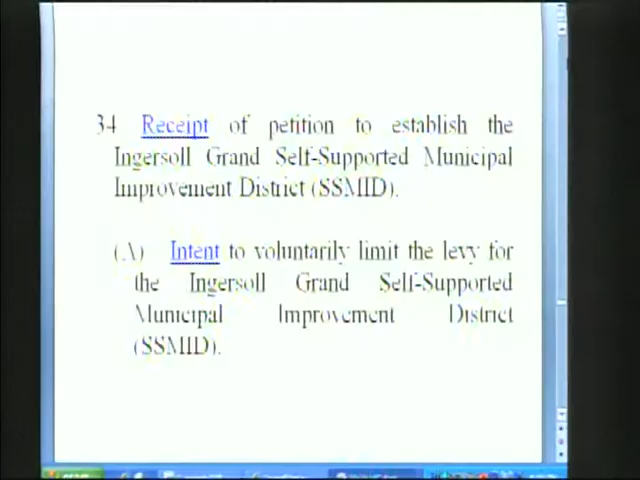 34 Receipt of petition to establish the
Ingersoll Grand Self-Supported Municipal
Improvement District (SSMID).
(A) Intent to voluntarily limit the levy for
the Ingersoll Grand Self-Supported
Municipal Improvement District
(SSMID).